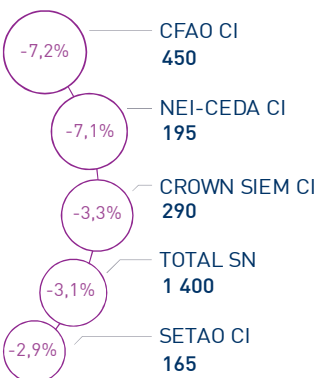 CFAO CI
-7,2%
450
NEI-CEDA CI
-7,1%
195
CROWN SIEM CI
-3,3%
290
TOTAL SN
-3,1%
1 400
SETAO CI
-2,9%
165